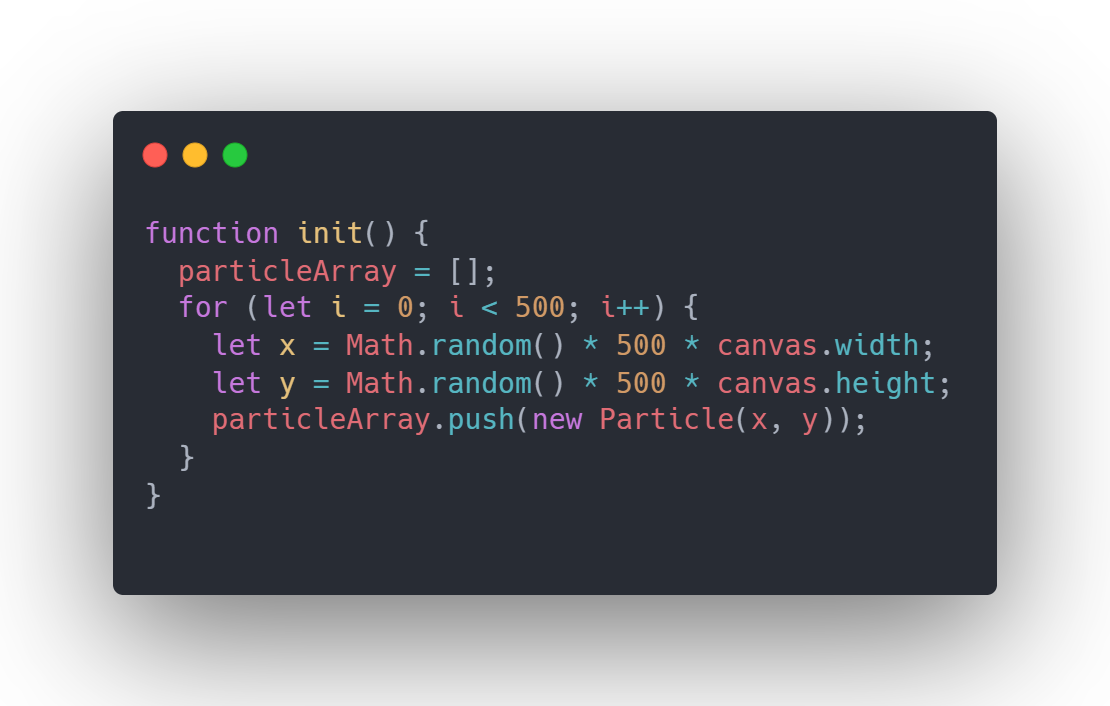 function init() {
  particleArray = [];
  for (let i = 0; i < 500; i++) {
    let x = Math.random() * 500 * canvas.width;
    let y = Math.random() * 500 * canvas.height;
    particleArray.push(new Particle(x, y));
  }
}